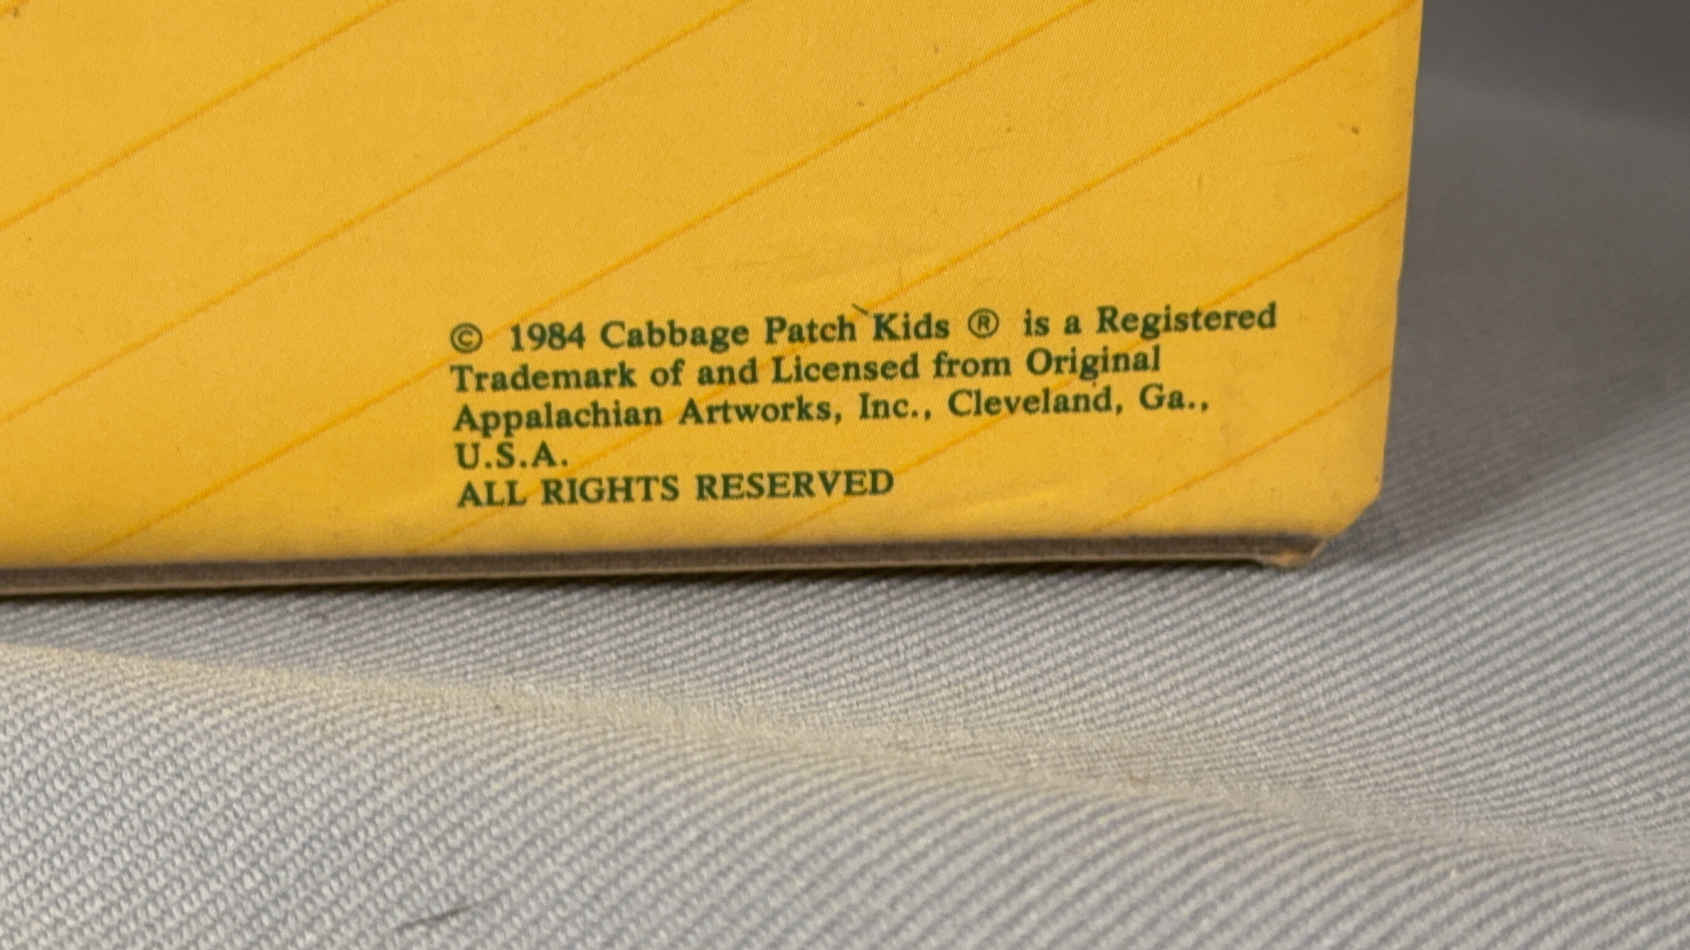 © 1984 Cabbage Patch Kids ® is a Registered
Trademark of and Licensed from Original
Appalachian Artworks, Inc., Cleveland, Ga.,
U.S.A.
ALL RIGHTS RESERVED